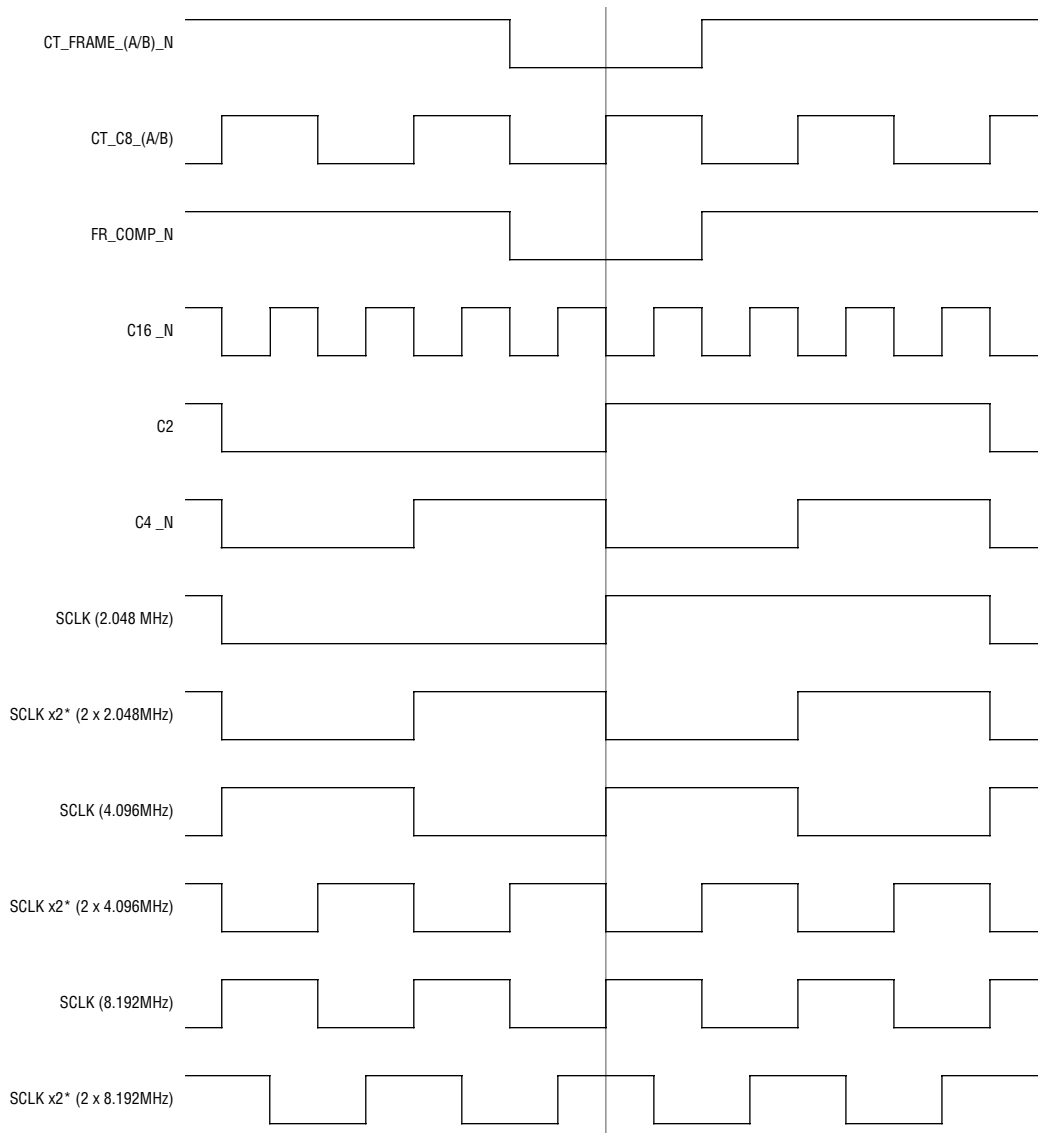 CT_FRAME_(A/B)_N
CT_C8_(A/B)
FR_COMP_N
C16 _N
C2
C4 _N
SCLK (2.048 MHz)
SCLK x2* (2 x 2.048MHz)
SCLK (4.096MHz)
SCLK x2* (2 x 4.096MHz)
SCLK (8.192MHz)
SCLK x2* (2 x 8.192MHz)